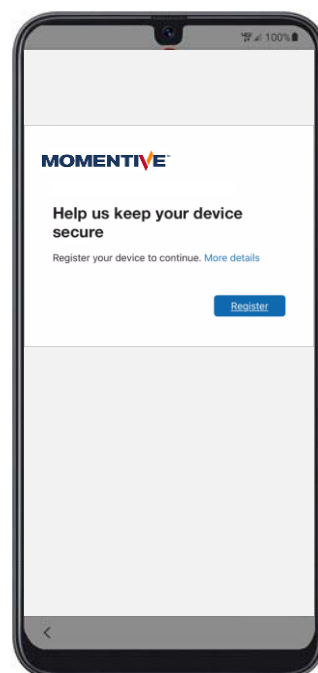 100%
MOMENTIVE
Help us keep your device
secure
Register your device to continue. More details
Register